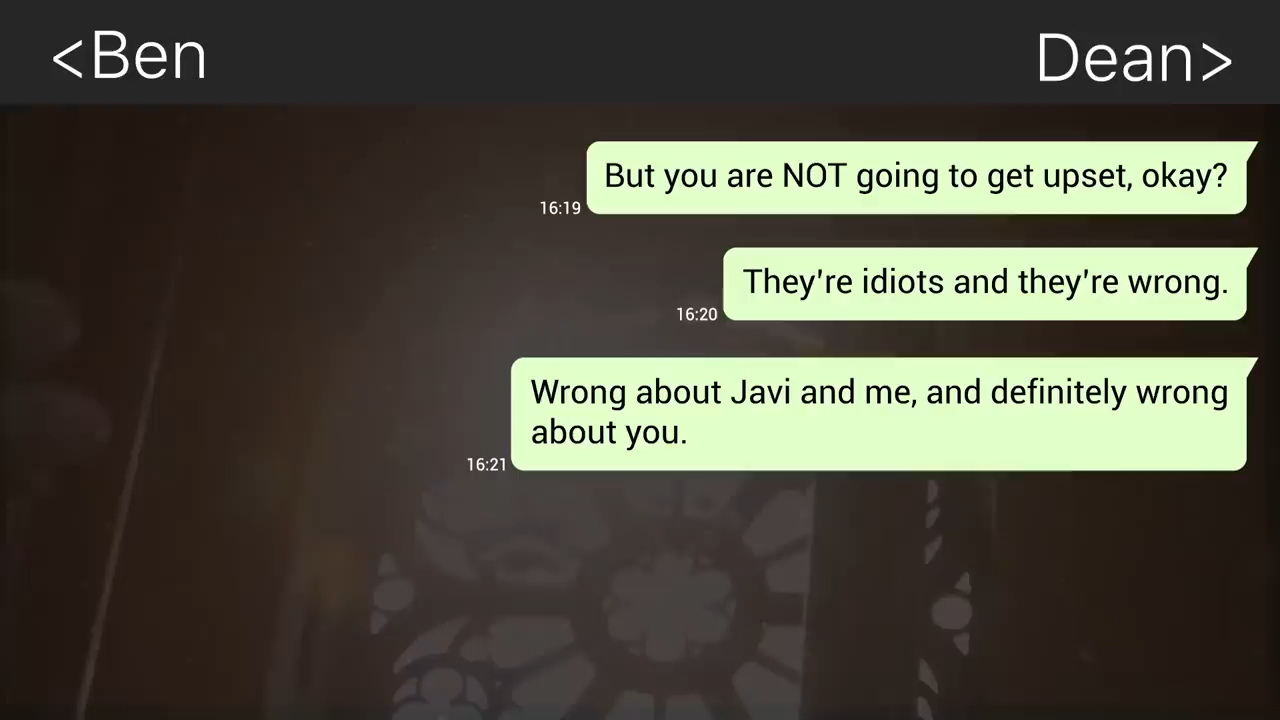 <Ben
Dean>
But you are NOT going to get upset, okay?
16:19
They're idiots and they're wrong.
16:20
Wrong about Javi and me, and definitely wrong
about you.
16:21